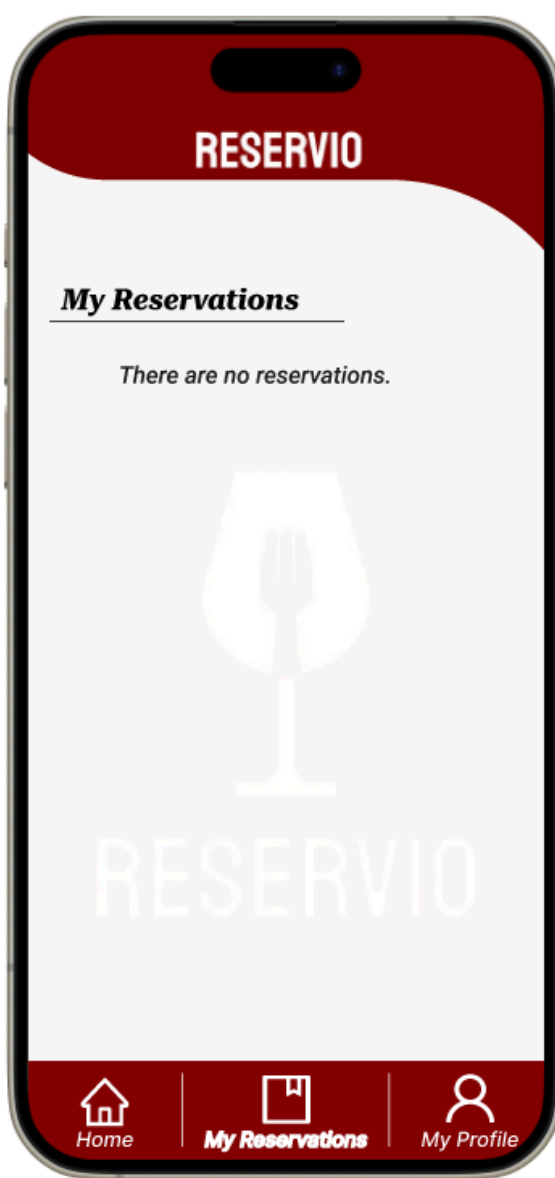 RESERVIO
My Reservations
There are no reservations.
RESERVIO
Home
My Reservations
My Profile